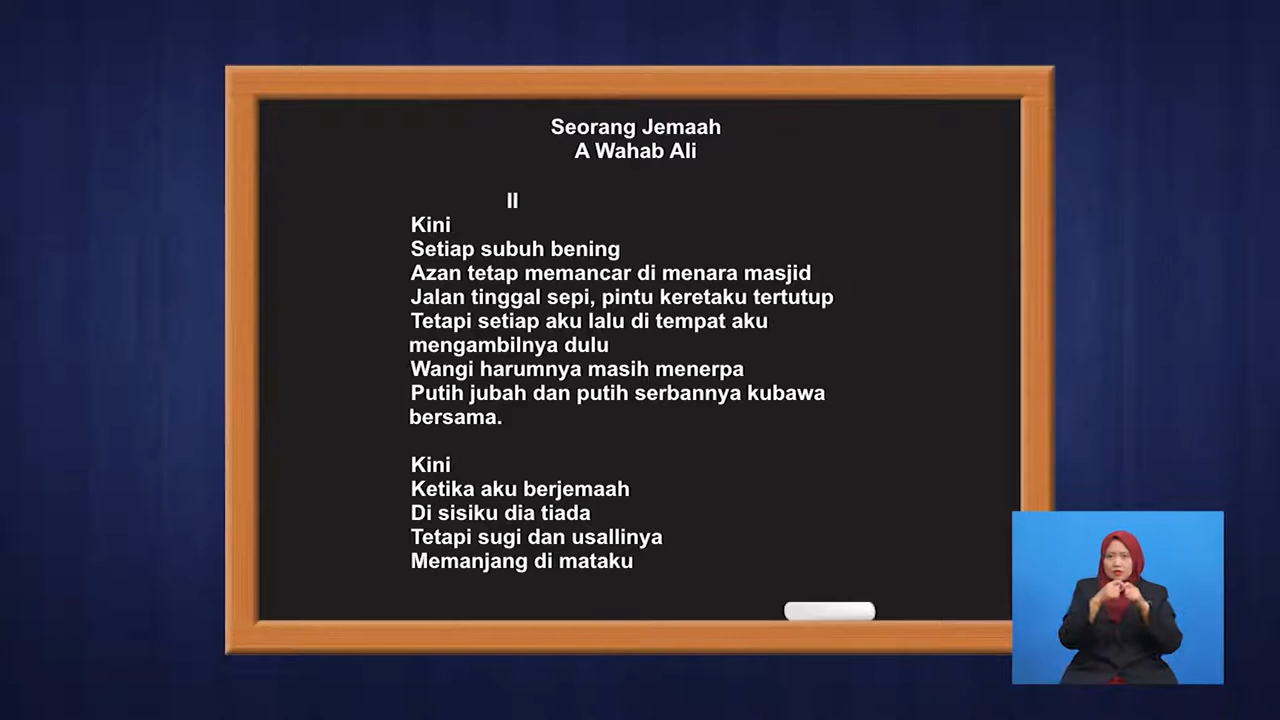 Seorang Jemaah
A Wahab Ali
II
Kini
Setiap subuh bening
Azan tetap memancar di menara masjid
Jalan tinggal sepi, pintu keretaku tertutup
Tetapi setiap aku lalu di tempat aku
mengambilnya dulu
Wangi harumnya masih menerpa
Putih jubah dan putih serbannya kubawa
bersama.
Kini
Ketika aku berjemaah
Di sisiku dia tiada
Tetapi sugi dan usallinya
Memanjang di mataku